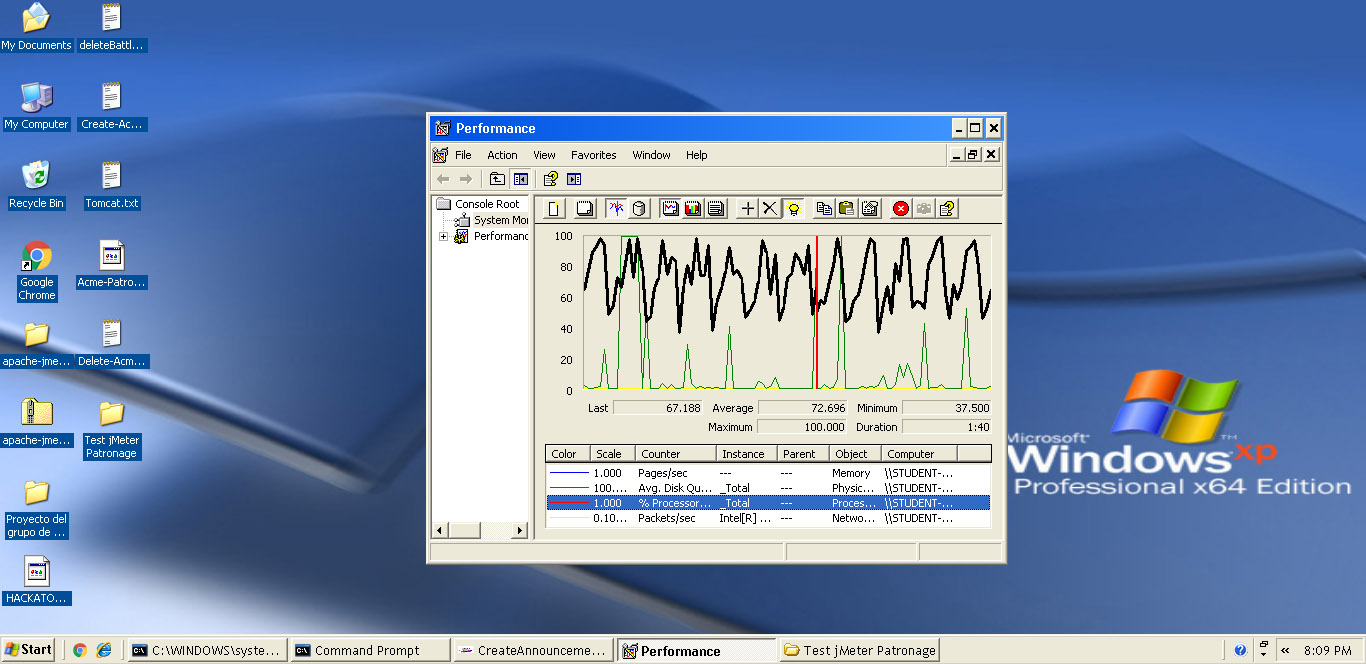 My Documents
deleteBattl...
My Computer
Create-Ac...
Recycle Bin
Tomcat.txt
Google
Chrome
Acme-Patro...
apache-jme...
Delete-Acm...
apache-jme...
Test jMeter
Patronage
Proyecto del
grupo de ...
HACKATO...
Performance
File Action View Favorites Window Help
Console Root
System Mo
Performanc
100
80
60
40
20
0
Last 67.188 Average 72.696 Minimum 37.500
Maximum 100.000 Duration 1:40
Color Scale Counter Instance Parent Object Computer
1.000 Pages/sec --- --- Memory \\STUDENT-...
100.... Avg. Disk Qu... _Total --- Physic... \\STUDENT-...
1.000 % Processor... _Total --- Proces... \\STUDENT-...
0.10... Packets/sec Intel[R] ... --- Netwo... \\STUDENT-...
Microsoft
Windows xp
TM
Professional x64 Edition
Start
C:\WINDOWS\syste...
Command Prompt
CreateAnnounceme...
Performance
Test jMeter Patronage
8:09 PM